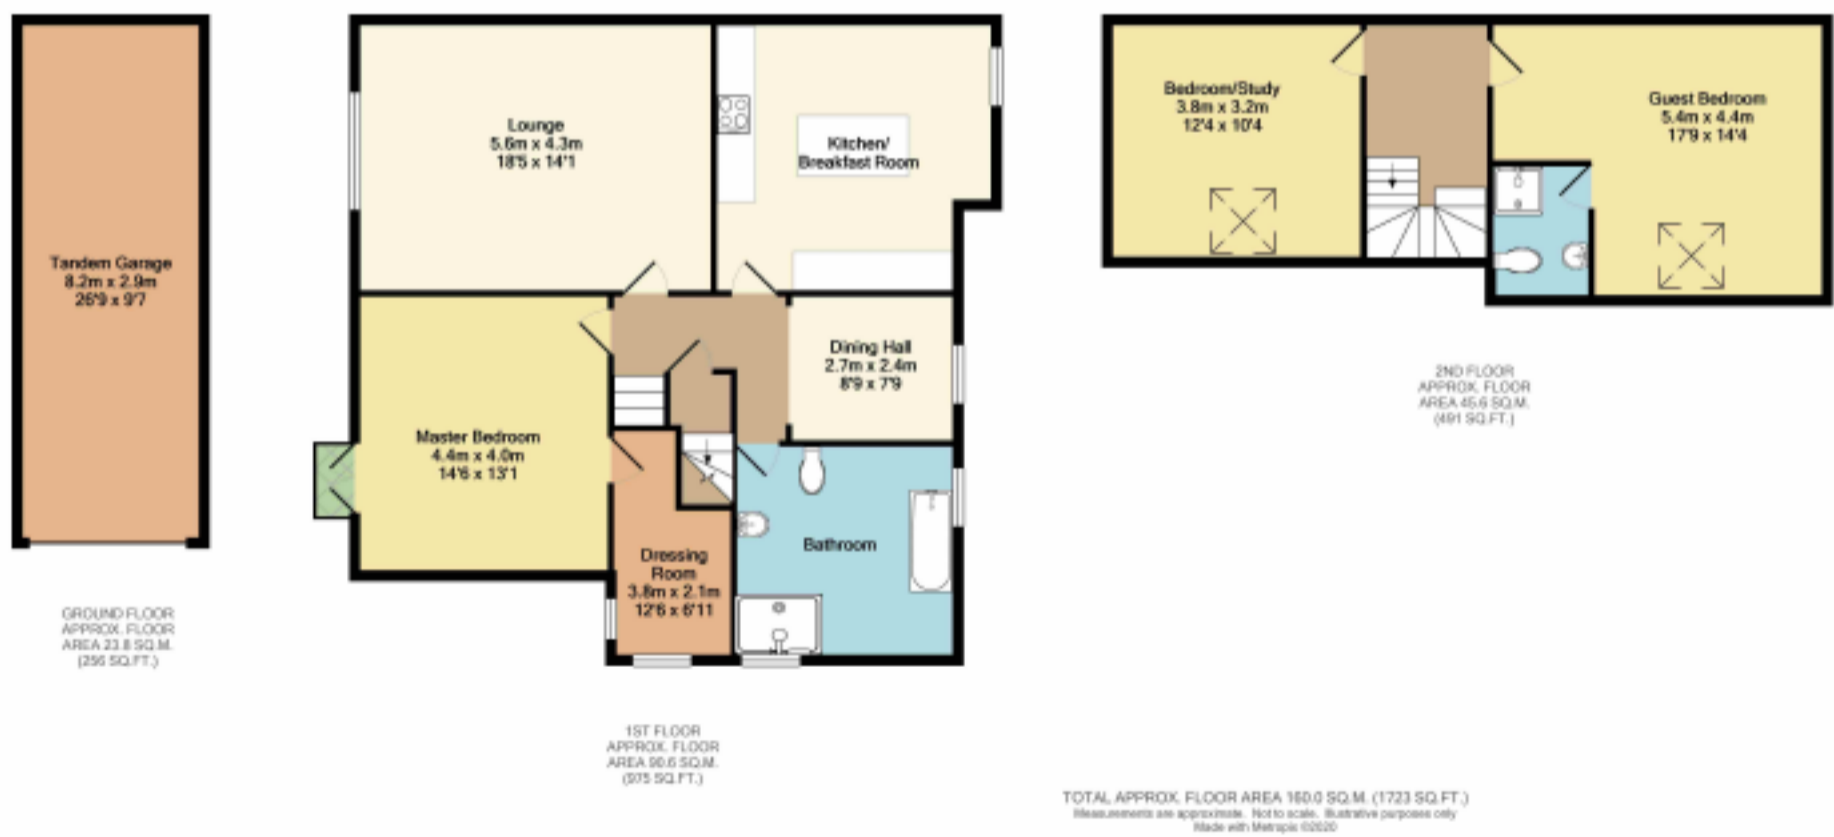 Tandem Garage
8.2m x 2.9m
26'9 x 9'7
GROUND FLOOR
APPROX. FLOOR
AREA 23.8 SQ.M.
(256 SQ.FT.)
Lounge
5.6m x 4.3m
18'5 x 14'1
Kitchen/
Breakfast Room
Dining Hall
2.7m x 2.4m
8'9 x 7'9
Master Bedroom
4.4m x 4.0m
14'6 x 13'1
Dressing
Room
3.8m x 2.1m
12'6 x 6'11
Bathroom
1ST FLOOR
APPROX. FLOOR
AREA 90.6 SQ.M.
(975 SQ.FT.)
Bedroom/Study
3.8m x 3.2m
12'4 x 10'4
Guest Bedroom
5.4m x 4.4m
17'9 x 14'4
2ND FLOOR
APPROX. FLOOR
AREA 45.6 SQ.M.
(491 SQ.FT.)
TOTAL APPROX. FLOOR AREA 160.0 SQ.M. (1723 SQ.FT.)
Measurements are approximate. Not to scale. Illustrative purposes only
Made with Metropix ©2020